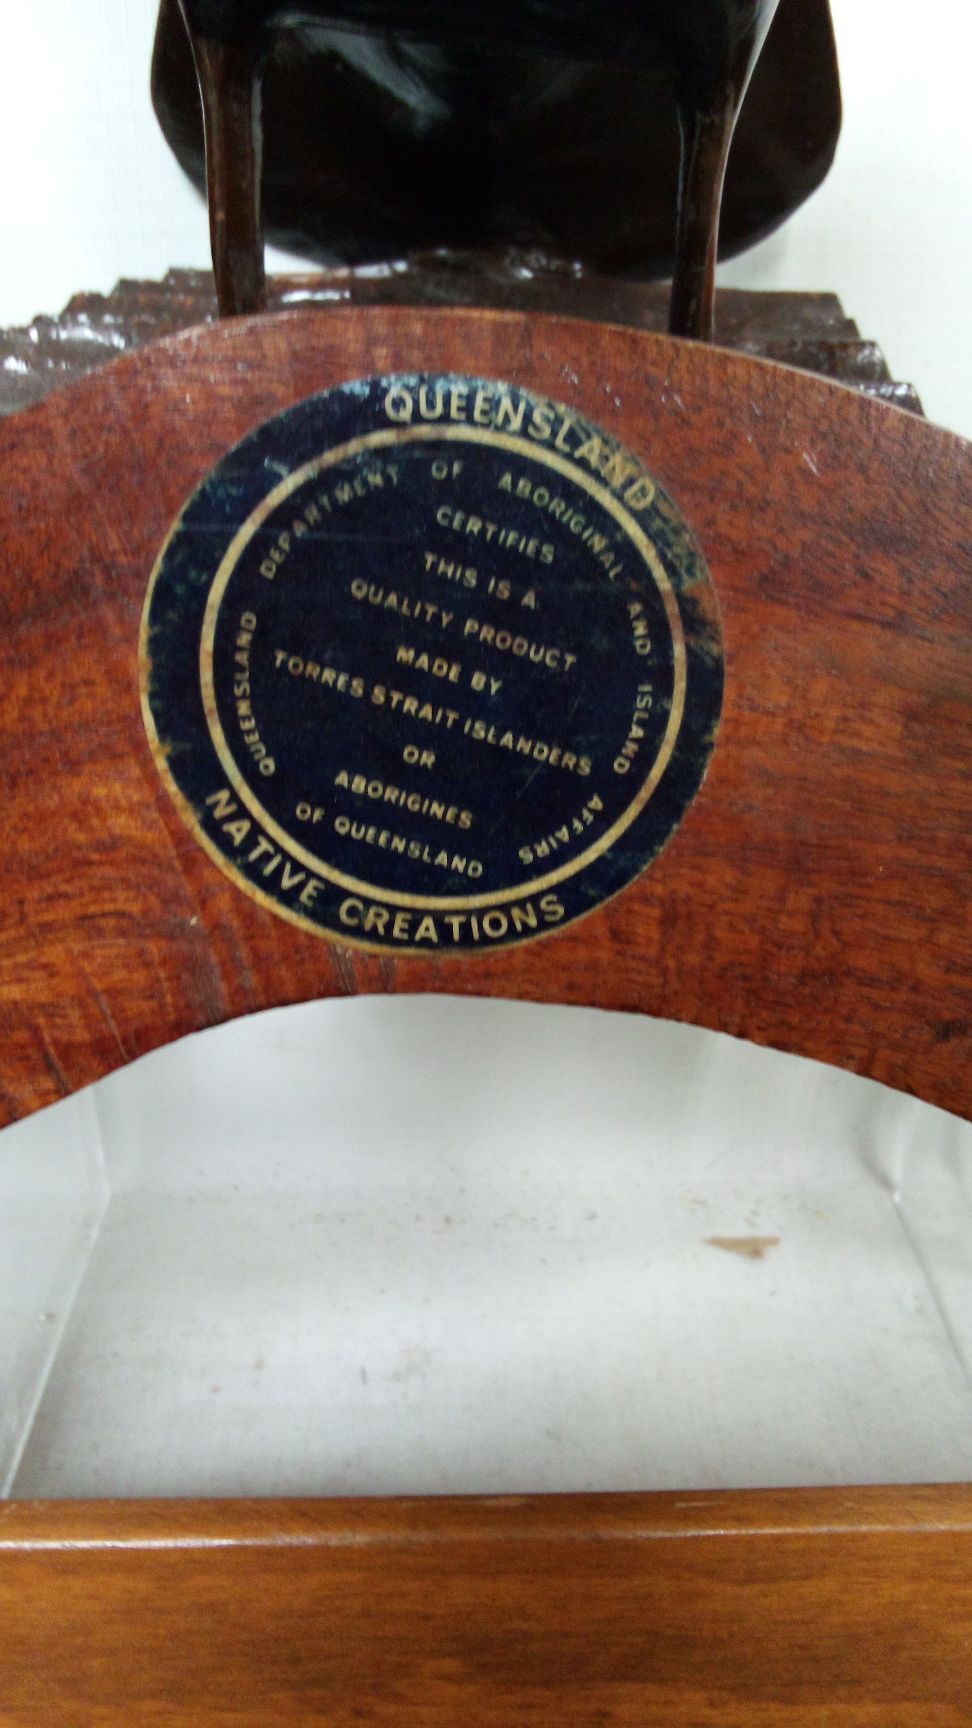 QUEENSLAND
QUEENSLAND DEPARTMENT OF ABORIGINAL AND ISLAND AFFAIRS
CERTIFIES
THIS IS A
QUALITY PRODUCT
MADE BY
TORRES STRAIT ISLANDERS
OR
ABORIGINES
OF QUEENSLAND
NATIVE CREATIONS